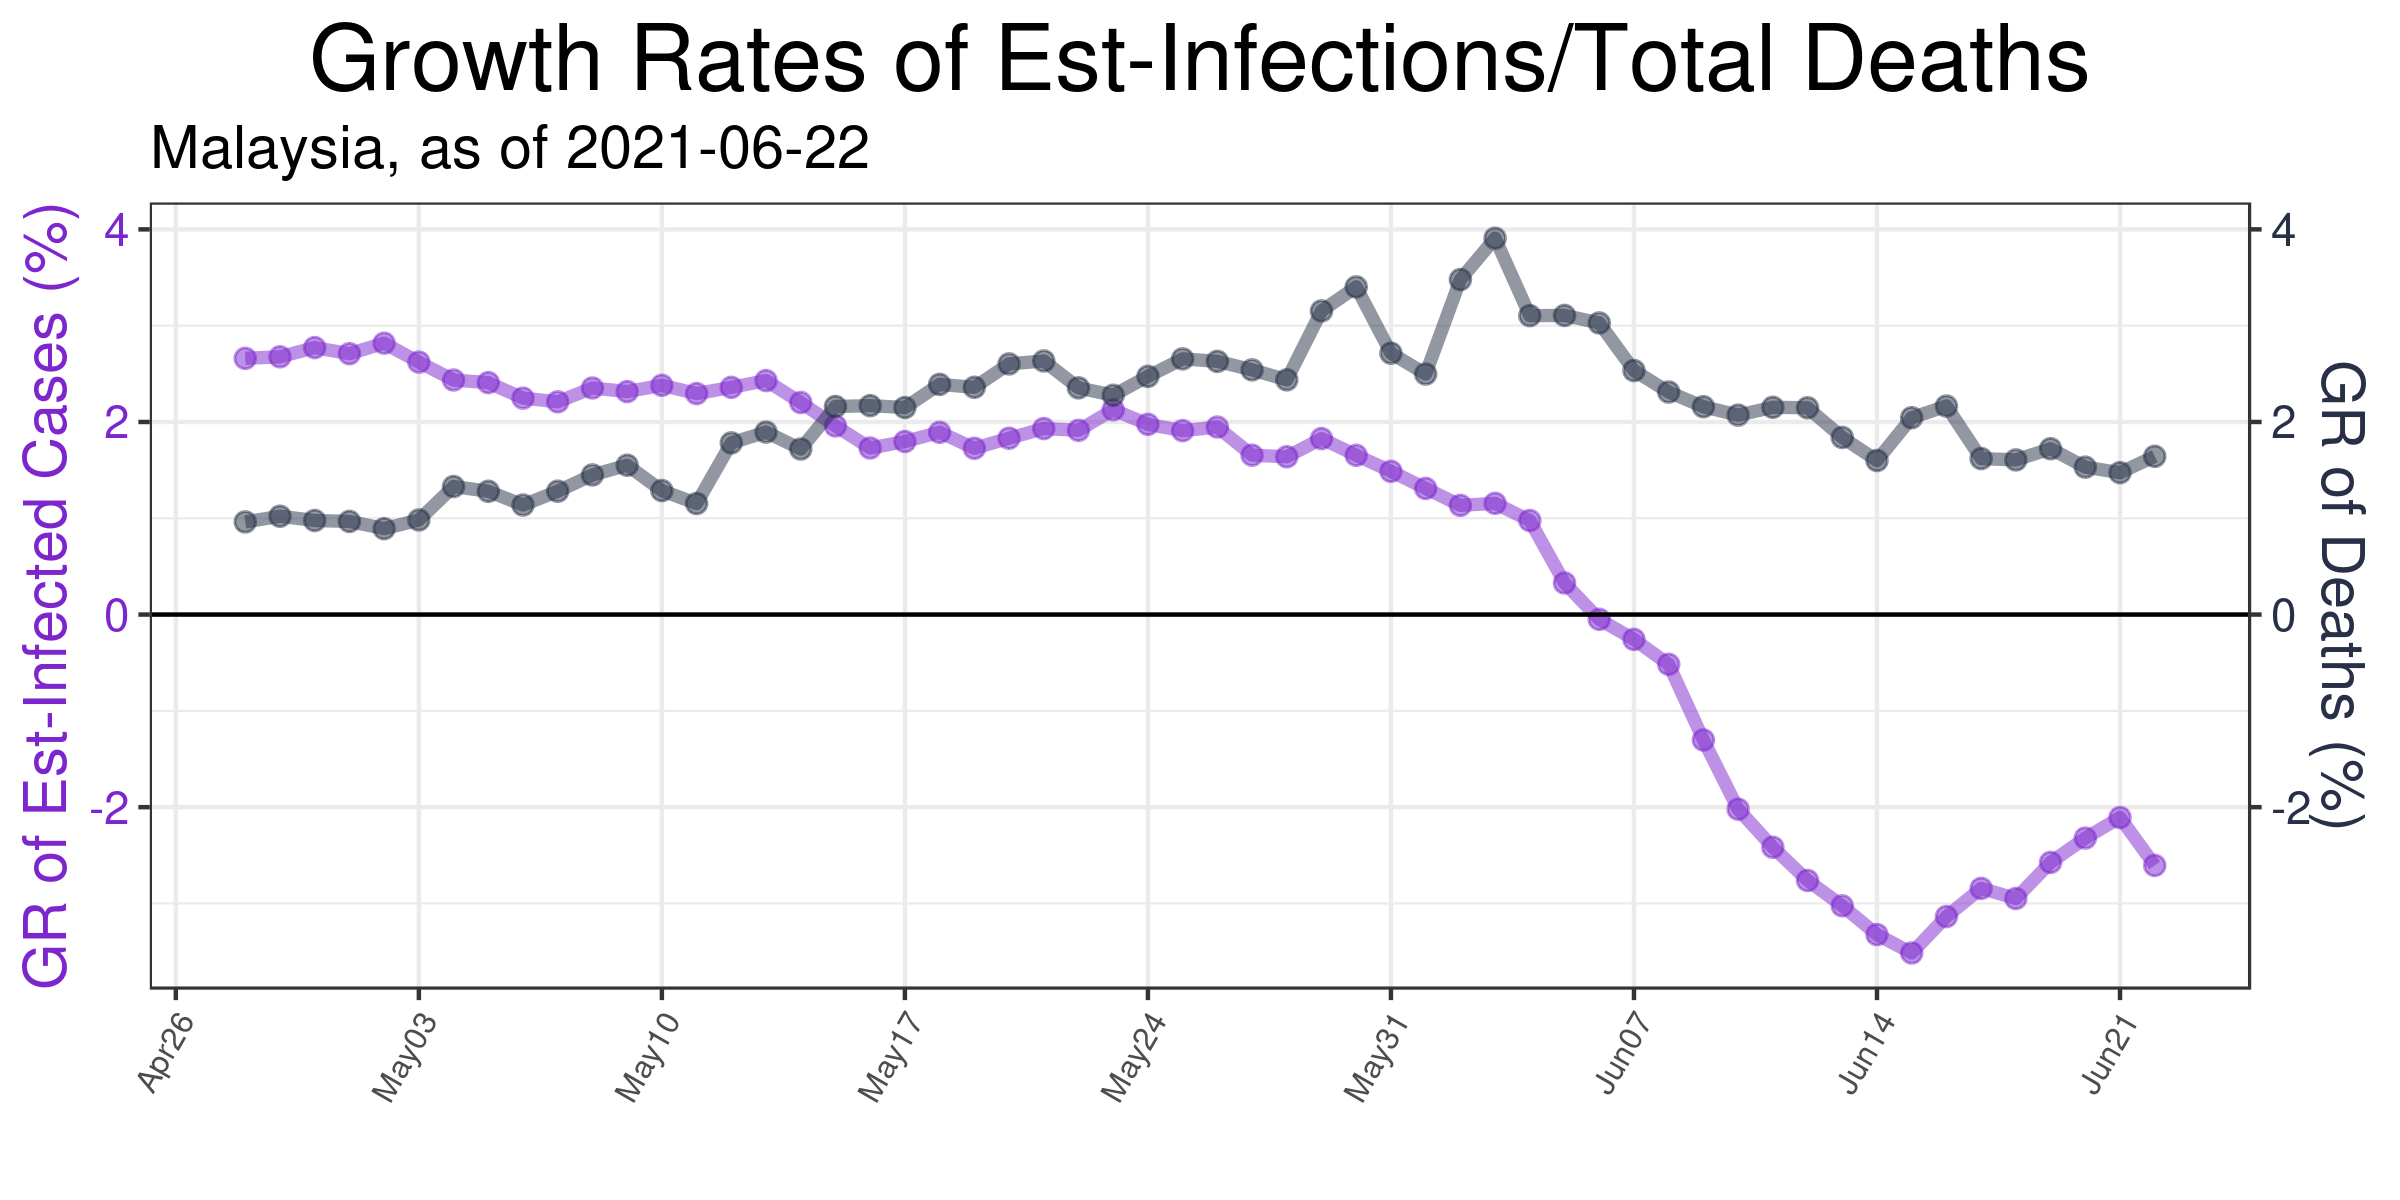 Growth Rates of Est-Infections/Total Deaths
Malaysia, as of 2021-06-22
GR of Est-Infected Cases (%)
4
2
0
-2
4
2
0
-2
GR of Deaths (%)
Apr26
May03
May10
May17
May24
May31
Jun07
Jun14
Jun21